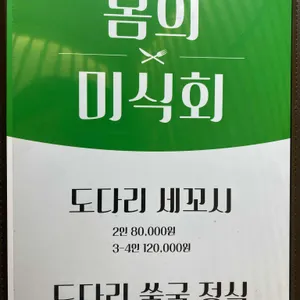 봄의
미식회
도다리 세꼬시
2인 80,000원
3-4인 120,000원
도다리 쑥국 정식